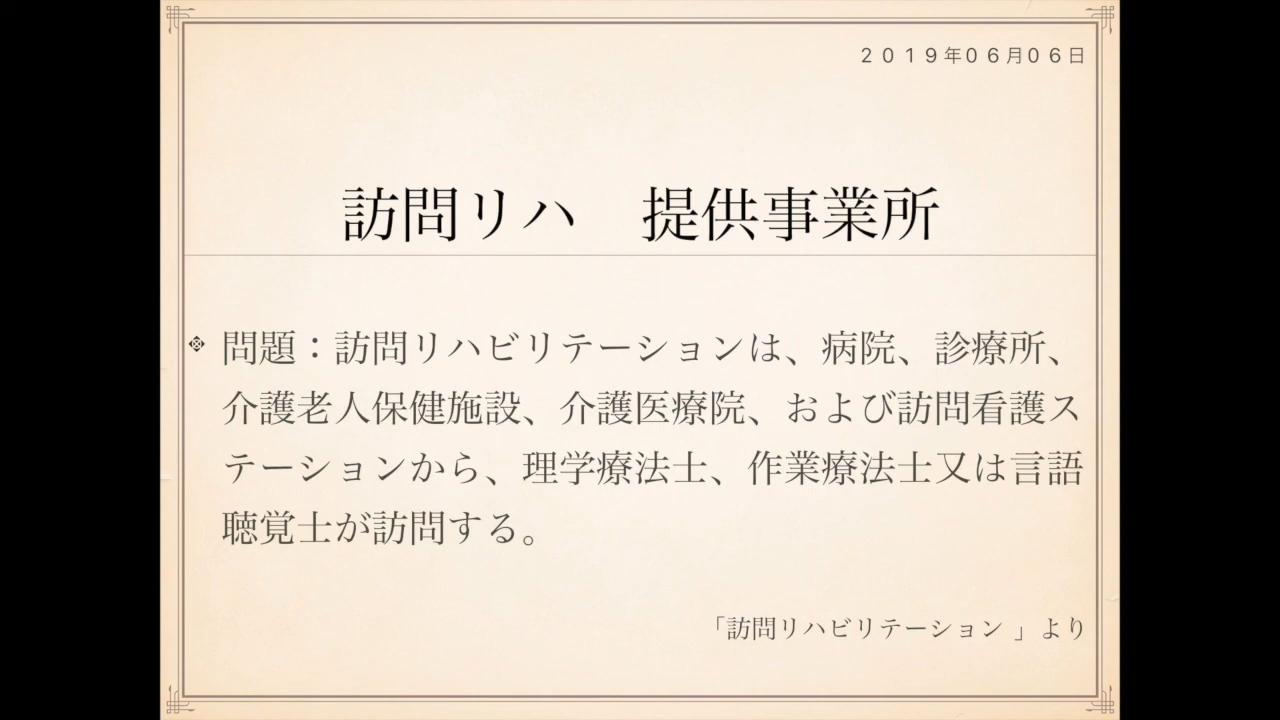 2019年06月06日
訪問リハ　提供事業所
問題：訪問リハビリテーションは、病院、診療所、
介護老人保健施設、介護医療院、および訪問看護ス
テーションから、理学療法士、作業療法士又は言語
聴覚士が訪問する。
「訪問リハビリテーション 」より